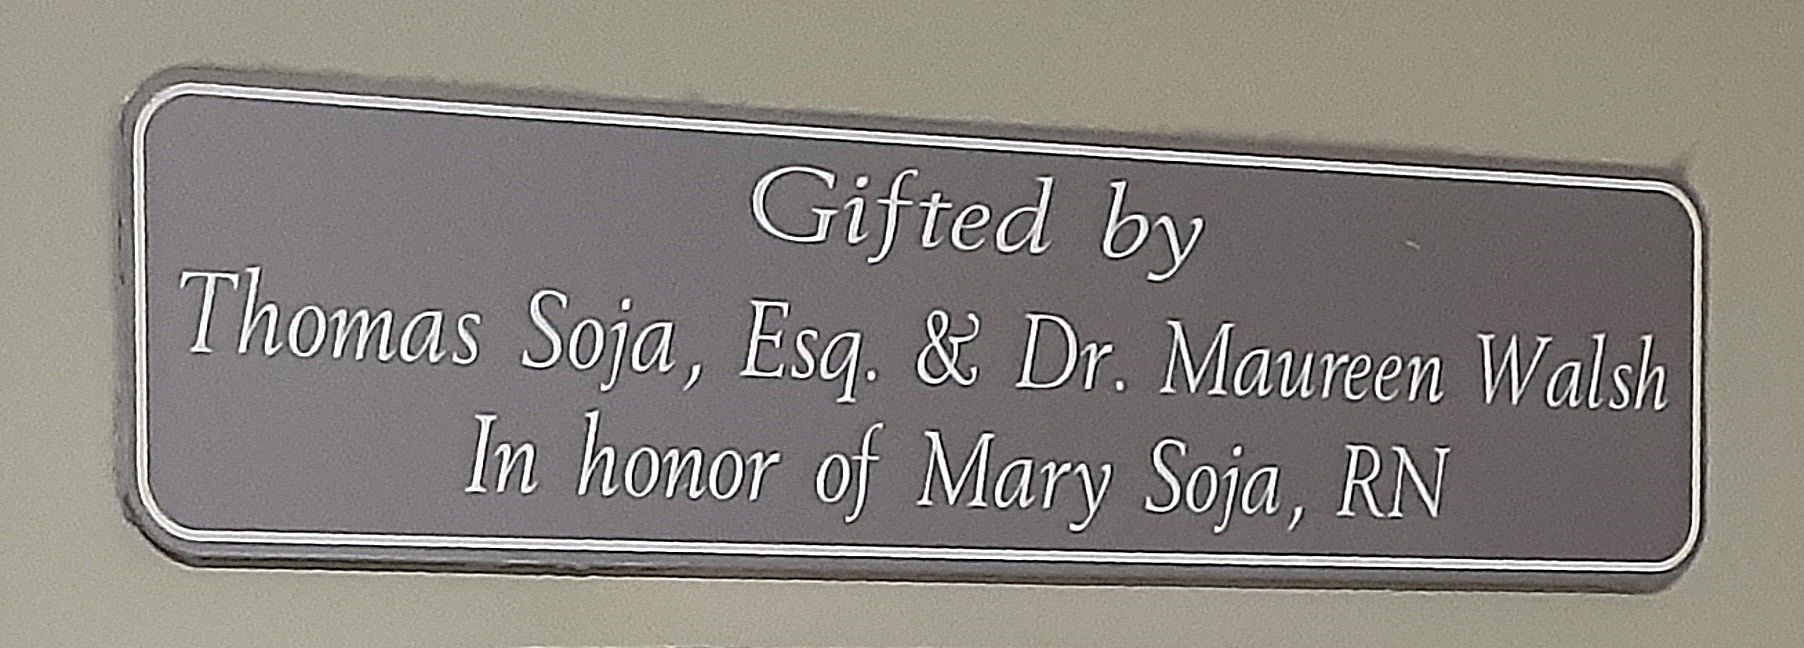 Gifted by
Thomas Soja, Esq. & Dr. Maureen Walsh
In honor of Mary Soja, RN